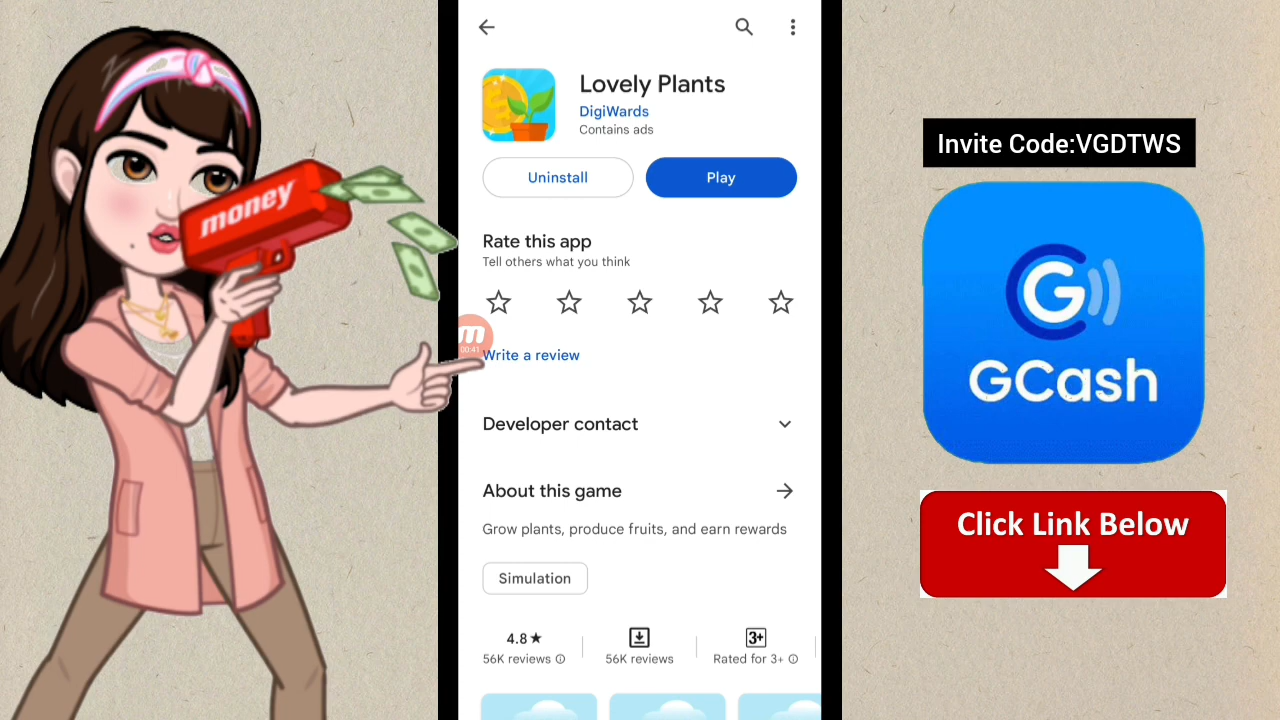 money
Lovely Plants
DigiWards
Contains ads
Uninstall
Play
Rate this app
Tell others what you think
m
00:41
Write a review
Developer contact
About this game
Grow plants, produce fruits, and earn rewards
Simulation
4.8★
56K reviews
56K reviews
3+
Rated for 3+
Invite Code:VGDTWS
G
GCash
Click Link Below